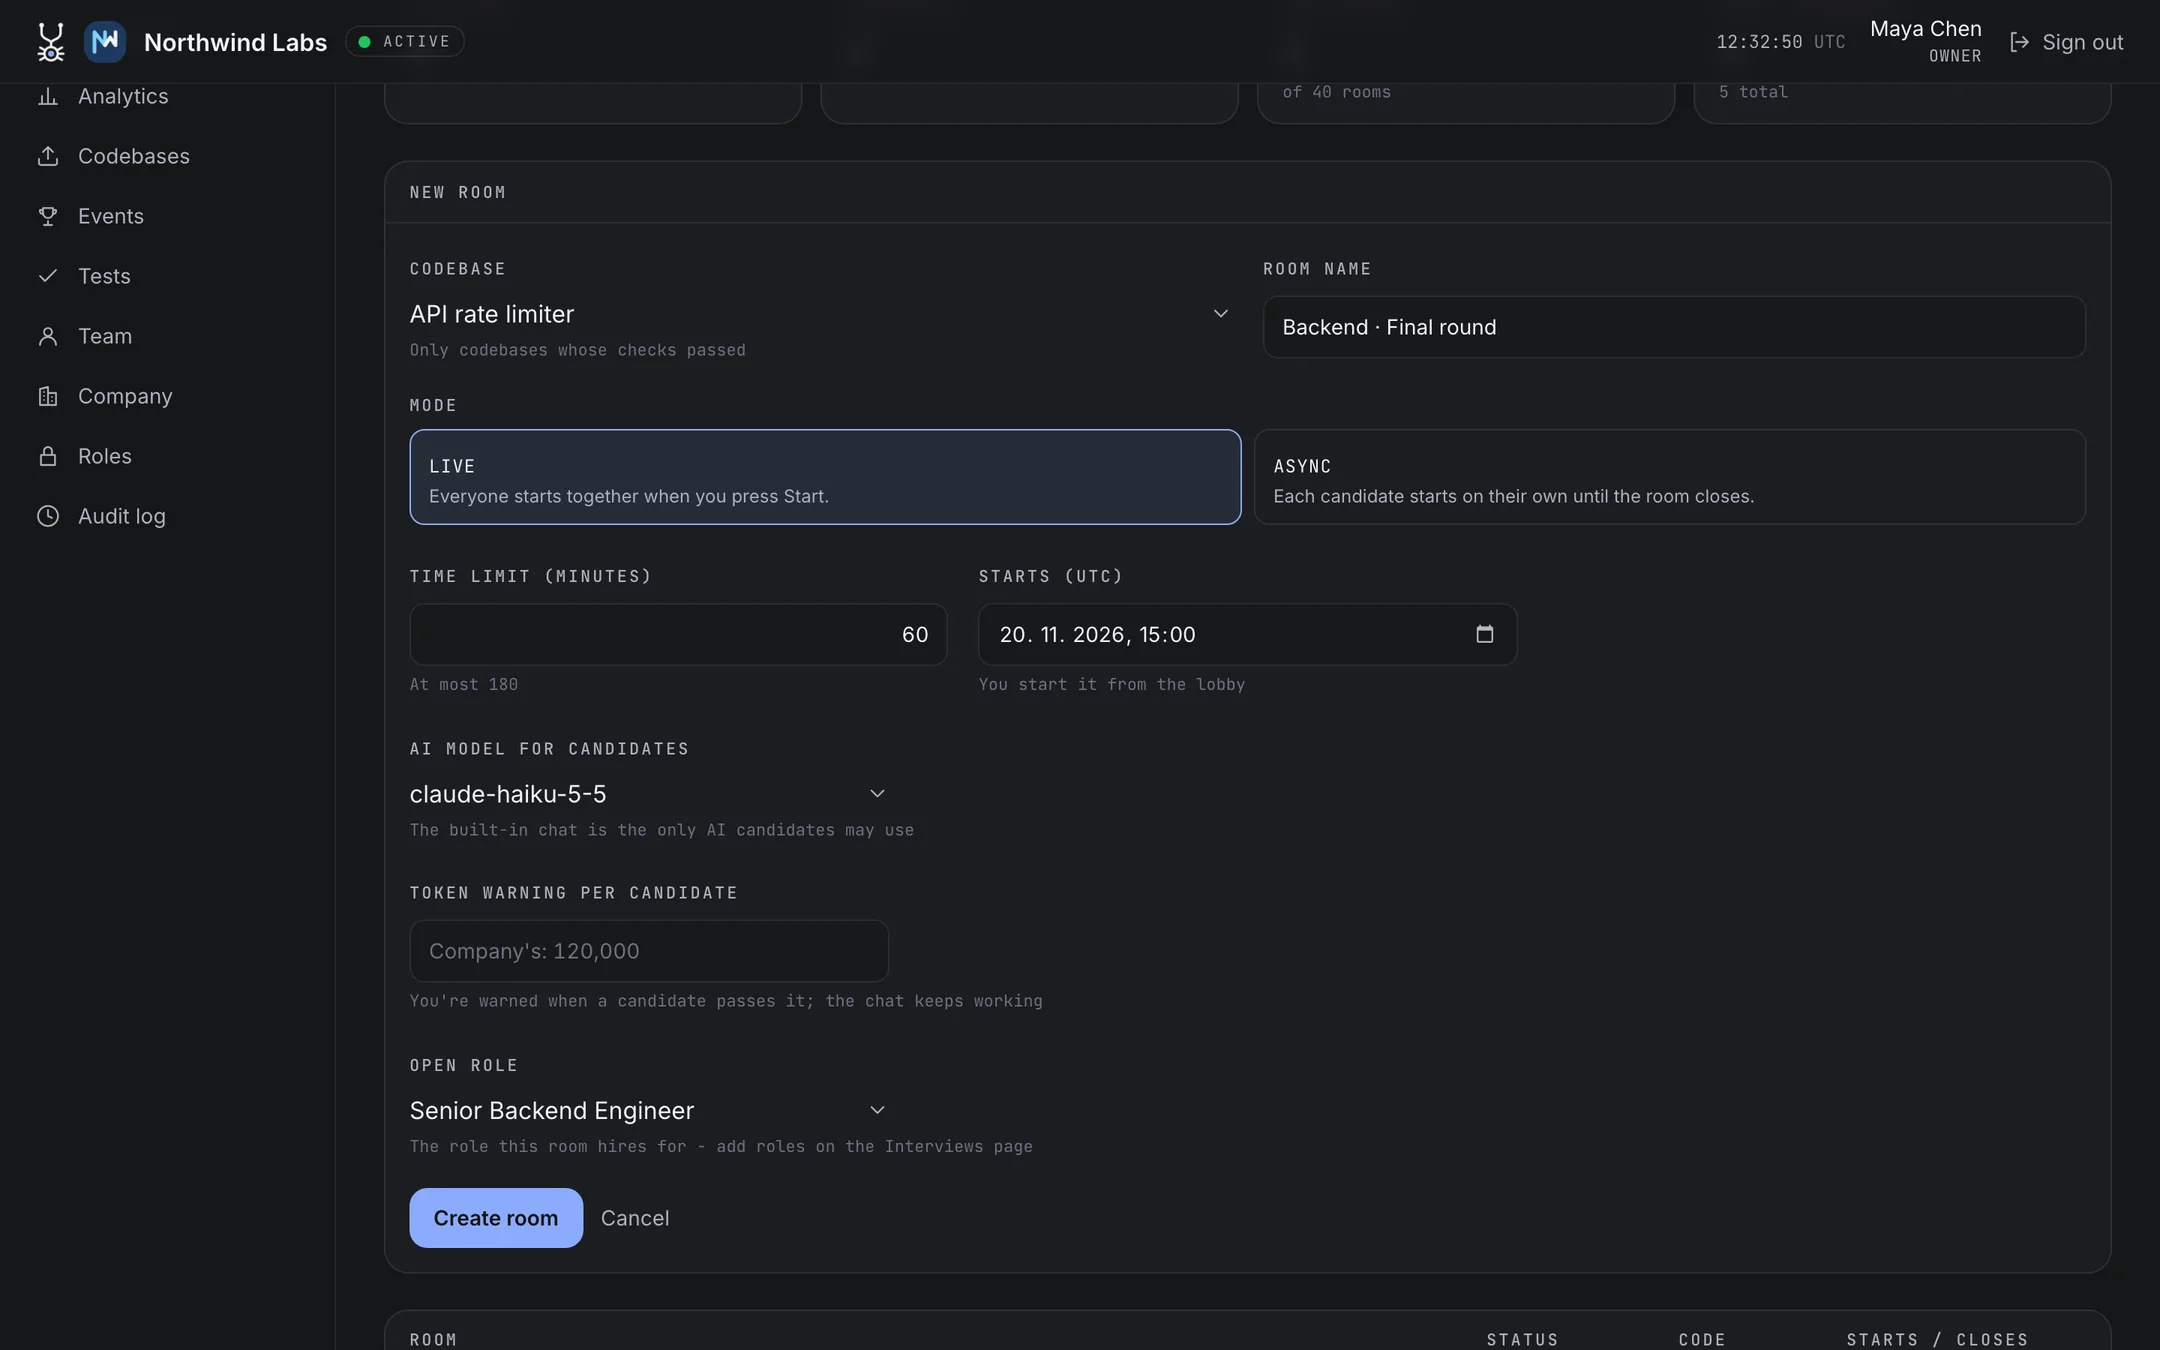 Northwind Labs
ACTIVE
12:32:50 UTC
Maya Chen
OWNER
Sign out
Analytics
Codebases
Events
Tests
Team
Company
Roles
Audit log
of 40 rooms
5 total
NEW ROOM
CODEBASE
API rate limiter
Only codebases whose checks passed
ROOM NAME
Backend · Final round
MODE
LIVE
Everyone starts together when you press Start.
ASYNC
Each candidate starts on their own until the room closes.
TIME LIMIT (MINUTES)
60
At most 180
STARTS (UTC)
20. 11. 2026, 15:00
You start it from the lobby
AI MODEL FOR CANDIDATES
claude-haiku-5-5
The built-in chat is the only AI candidates may use
TOKEN WARNING PER CANDIDATE
Company's: 120,000
You're warned when a candidate passes it; the chat keeps working
OPEN ROLE
Senior Backend Engineer
The role this room hires for - add roles on the Interviews page
Create room
Cancel
ROOM
STATUS
CODE
STARTS / CLOSES